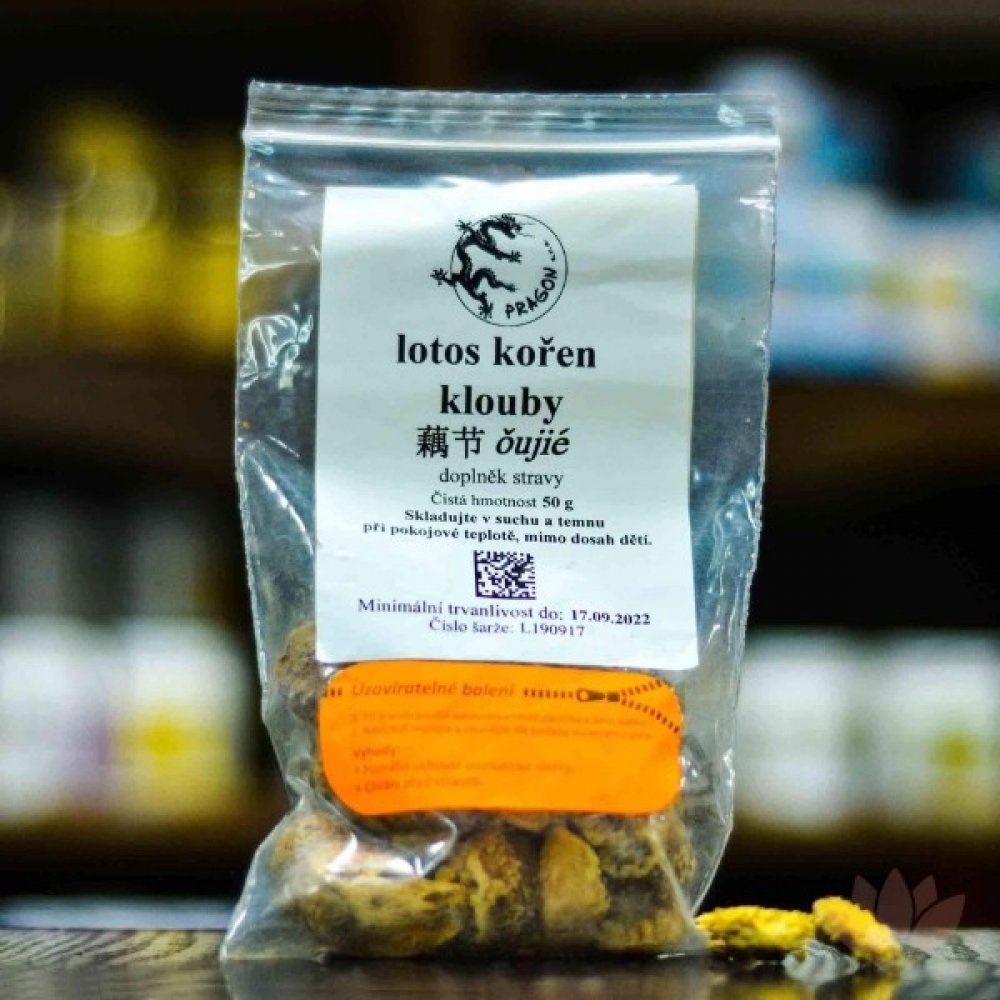 PRAGON s.r.o.
lotos kořen
klouby
藕节 ǒujié
doplněk stravy
Čistá hmotnost 50 g
Skladujte v suchu a temnu
při pokojové teplotě, mimo dosah dětí.
Minimální trvanlivost do: 17.09.2022
Číslo šarže: L190917
Uzavíratelné balení
Výhody: